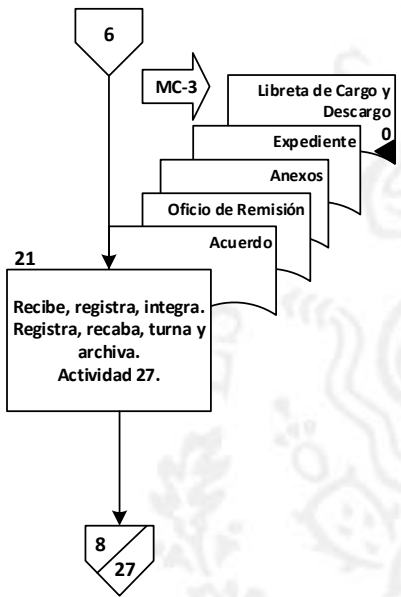 6
MC-3
Libreta de Cargo y
Descargo
0
Expediente
Anexos
Oficio de Remisión
Acuerdo
21
Recibe, registra, integra.
Registra, recaba, turna y
archiva.
Actividad 27.
8
27